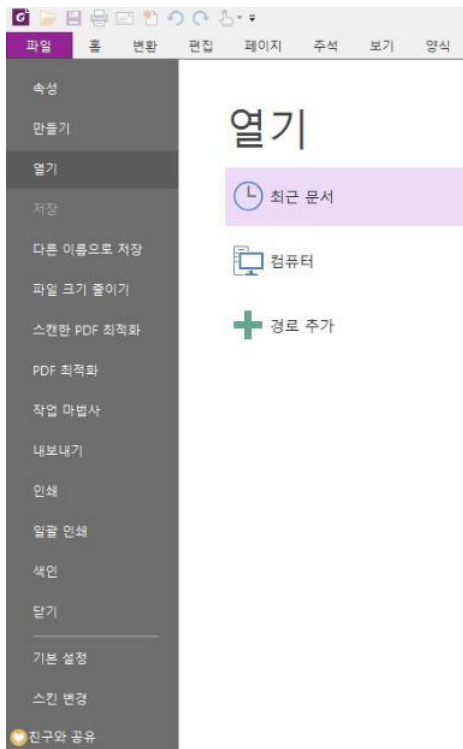 파일 홈 변환 편집 페이지 주석 보기 양식
속성
만들기
열기
저장
다른 이름으로 저장
파일 크기 줄이기
스캔한 PDF 최적화
PDF 최적화
작업 마법사
내보내기
인쇄
일괄 인쇄
색인
닫기
기본 설정
스킨 변경
친구와 공유
열기
최근 문서
컴퓨터
경로 추가